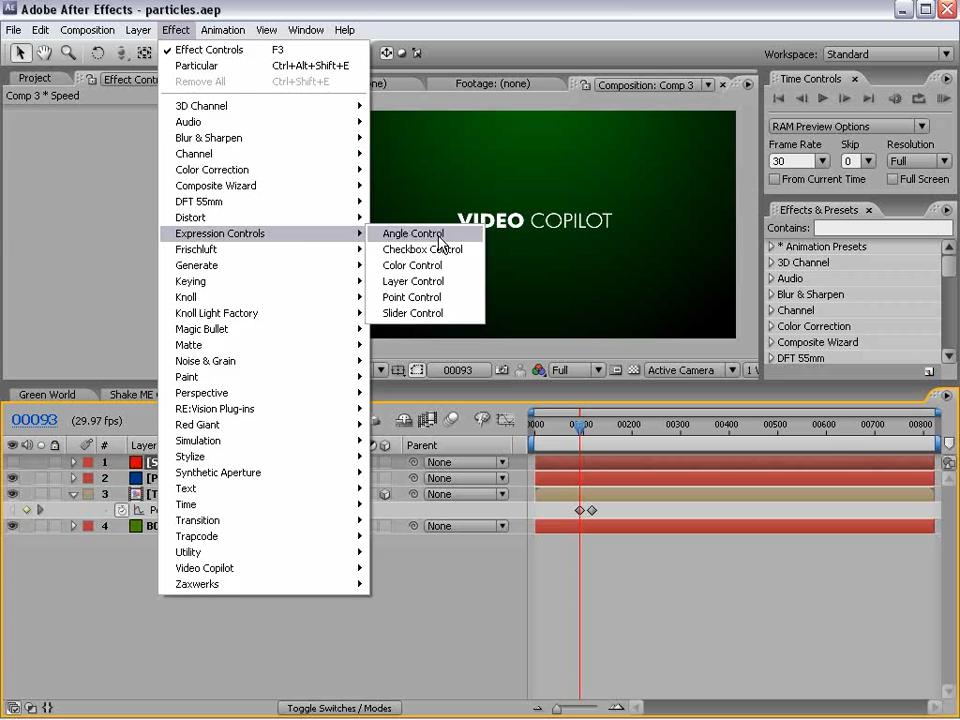 Adobe After Effects - particles.aep
File Edit Composition Layer Effect Animation View Window Help
Workspace: Standard
Project
Effect Contr
Comp 3 * Speed
Effect Controls F3
Particular Ctrl+Alt+Shift+E
Remove All Ctrl+Shift+E
3D Channel
Audio
Blur & Sharpen
Channel
Color Correction
Composite Wizard
DFT 55mm
Distort
Expression Controls
Frischluft
Generate
Keying
Knoll
Knoll Light Factory
Magic Bullet
Matte
Noise & Grain
Paint
Perspective
RE:Vision Plug-ins
Red Giant
Simulation
Stylize
Synthetic Aperture
Text
Time
Transition
Trapcode
Utility
Video Copilot
Zaxwerks
Angle Control
Checkbox Control
Color Control
Layer Control
Point Control
Slider Control
Footage: (none)
Composition: Comp 3
VIDEO COPILOT
00093
Full
Active Camera
Time Controls
RAM Preview Options
Frame Rate Skip Resolution
30 0 Full
From Current Time Full Screen
Effects & Presets
Contains:
* Animation Presets
3D Channel
Audio
Blur & Sharpen
Channel
Color Correction
Composite Wizard
DFT 55mm
Green World
Shake ME
00093 (29.97 fps)
0000 00100 00200 00300 00400 00500 00600 00700 00800
# Layer
Parent
1 None
2 None
3 None
4 None
Toggle Switches / Modes